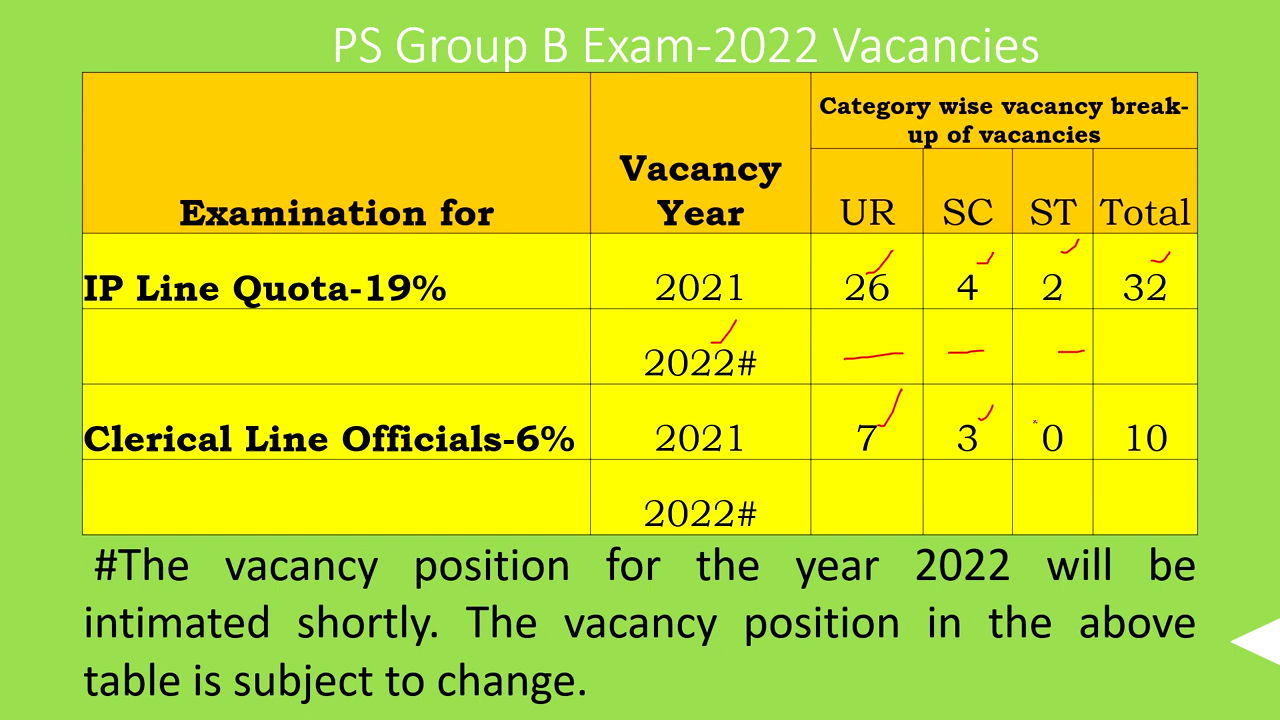 PS Group B Exam-2022 Vacancies
Examination for
Vacancy
Year
Category wise vacancy break-
up of vacancies
UR SC ST Total
IP Line Quota-19% 2021 26 4 2 32
2022#
Clerical Line Officials-6% 2021 7 3 0 10
2022#
#The vacancy position for the year 2022 will be
intimated shortly. The vacancy position in the above
table is subject to change.